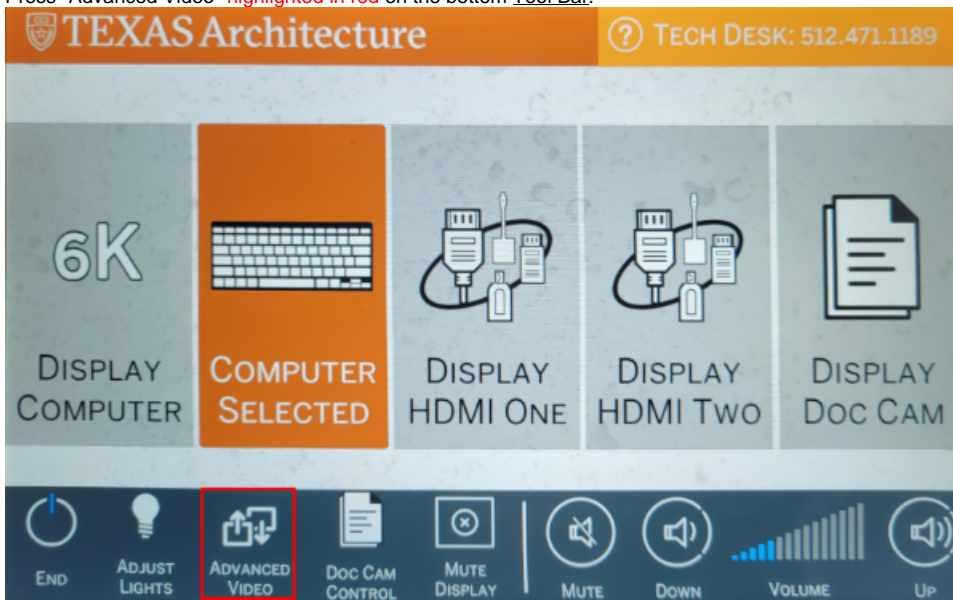 Press "Advanced Video" highlighted in red on the bottom Tool Bar.
TEXAS Architecture
? TECH DESK: 512.471.1189
6K
DISPLAY
COMPUTER
COMPUTER
SELECTED
DISPLAY
HDMI ONE
DISPLAY
HDMI TWO
DISPLAY
DOC CAM
END
ADJUST
LIGHTS
ADVANCED
VIDEO
DOC CAM
CONTROL
MUTE
DISPLAY
MUTE
DOWN
VOLUME
UP